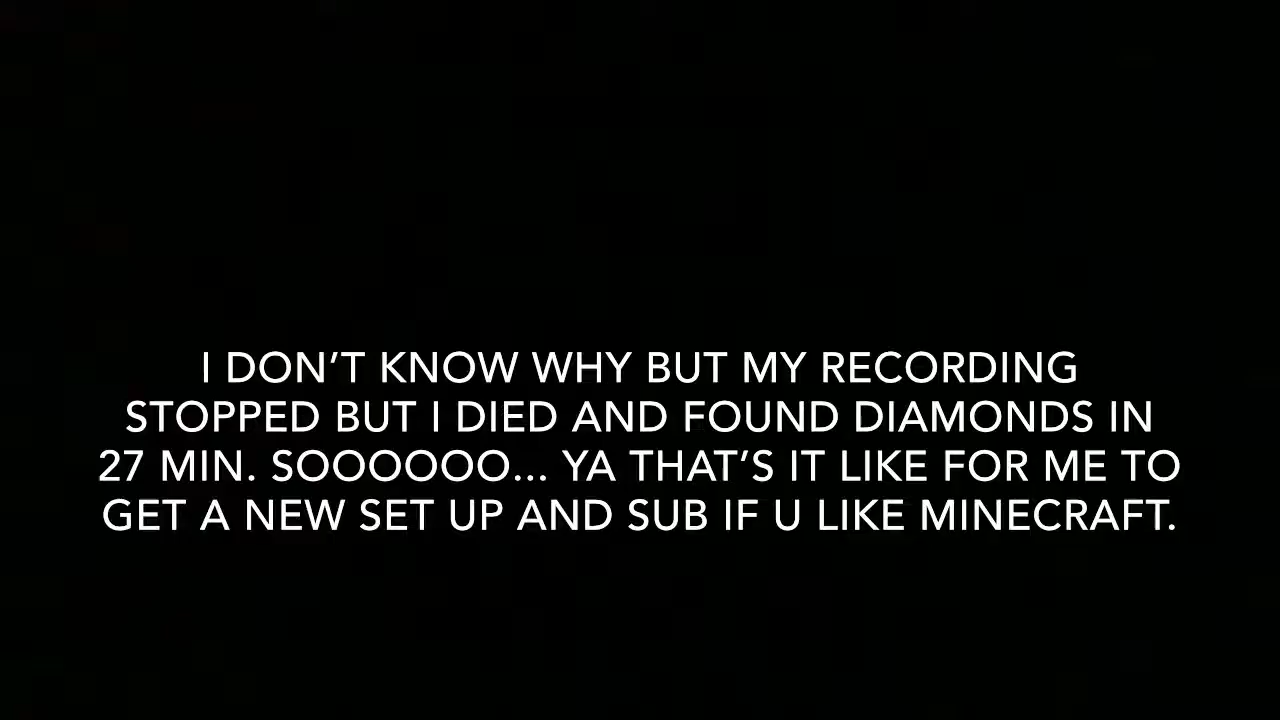 I DON’T KNOW WHY BUT MY RECORDING
STOPPED BUT I DIED AND FOUND DIAMONDS IN
27 MIN. SOOOOOO... YA THAT’S IT LIKE FOR ME TO
GET A NEW SET UP AND SUB IF U LIKE MINECRAFT.